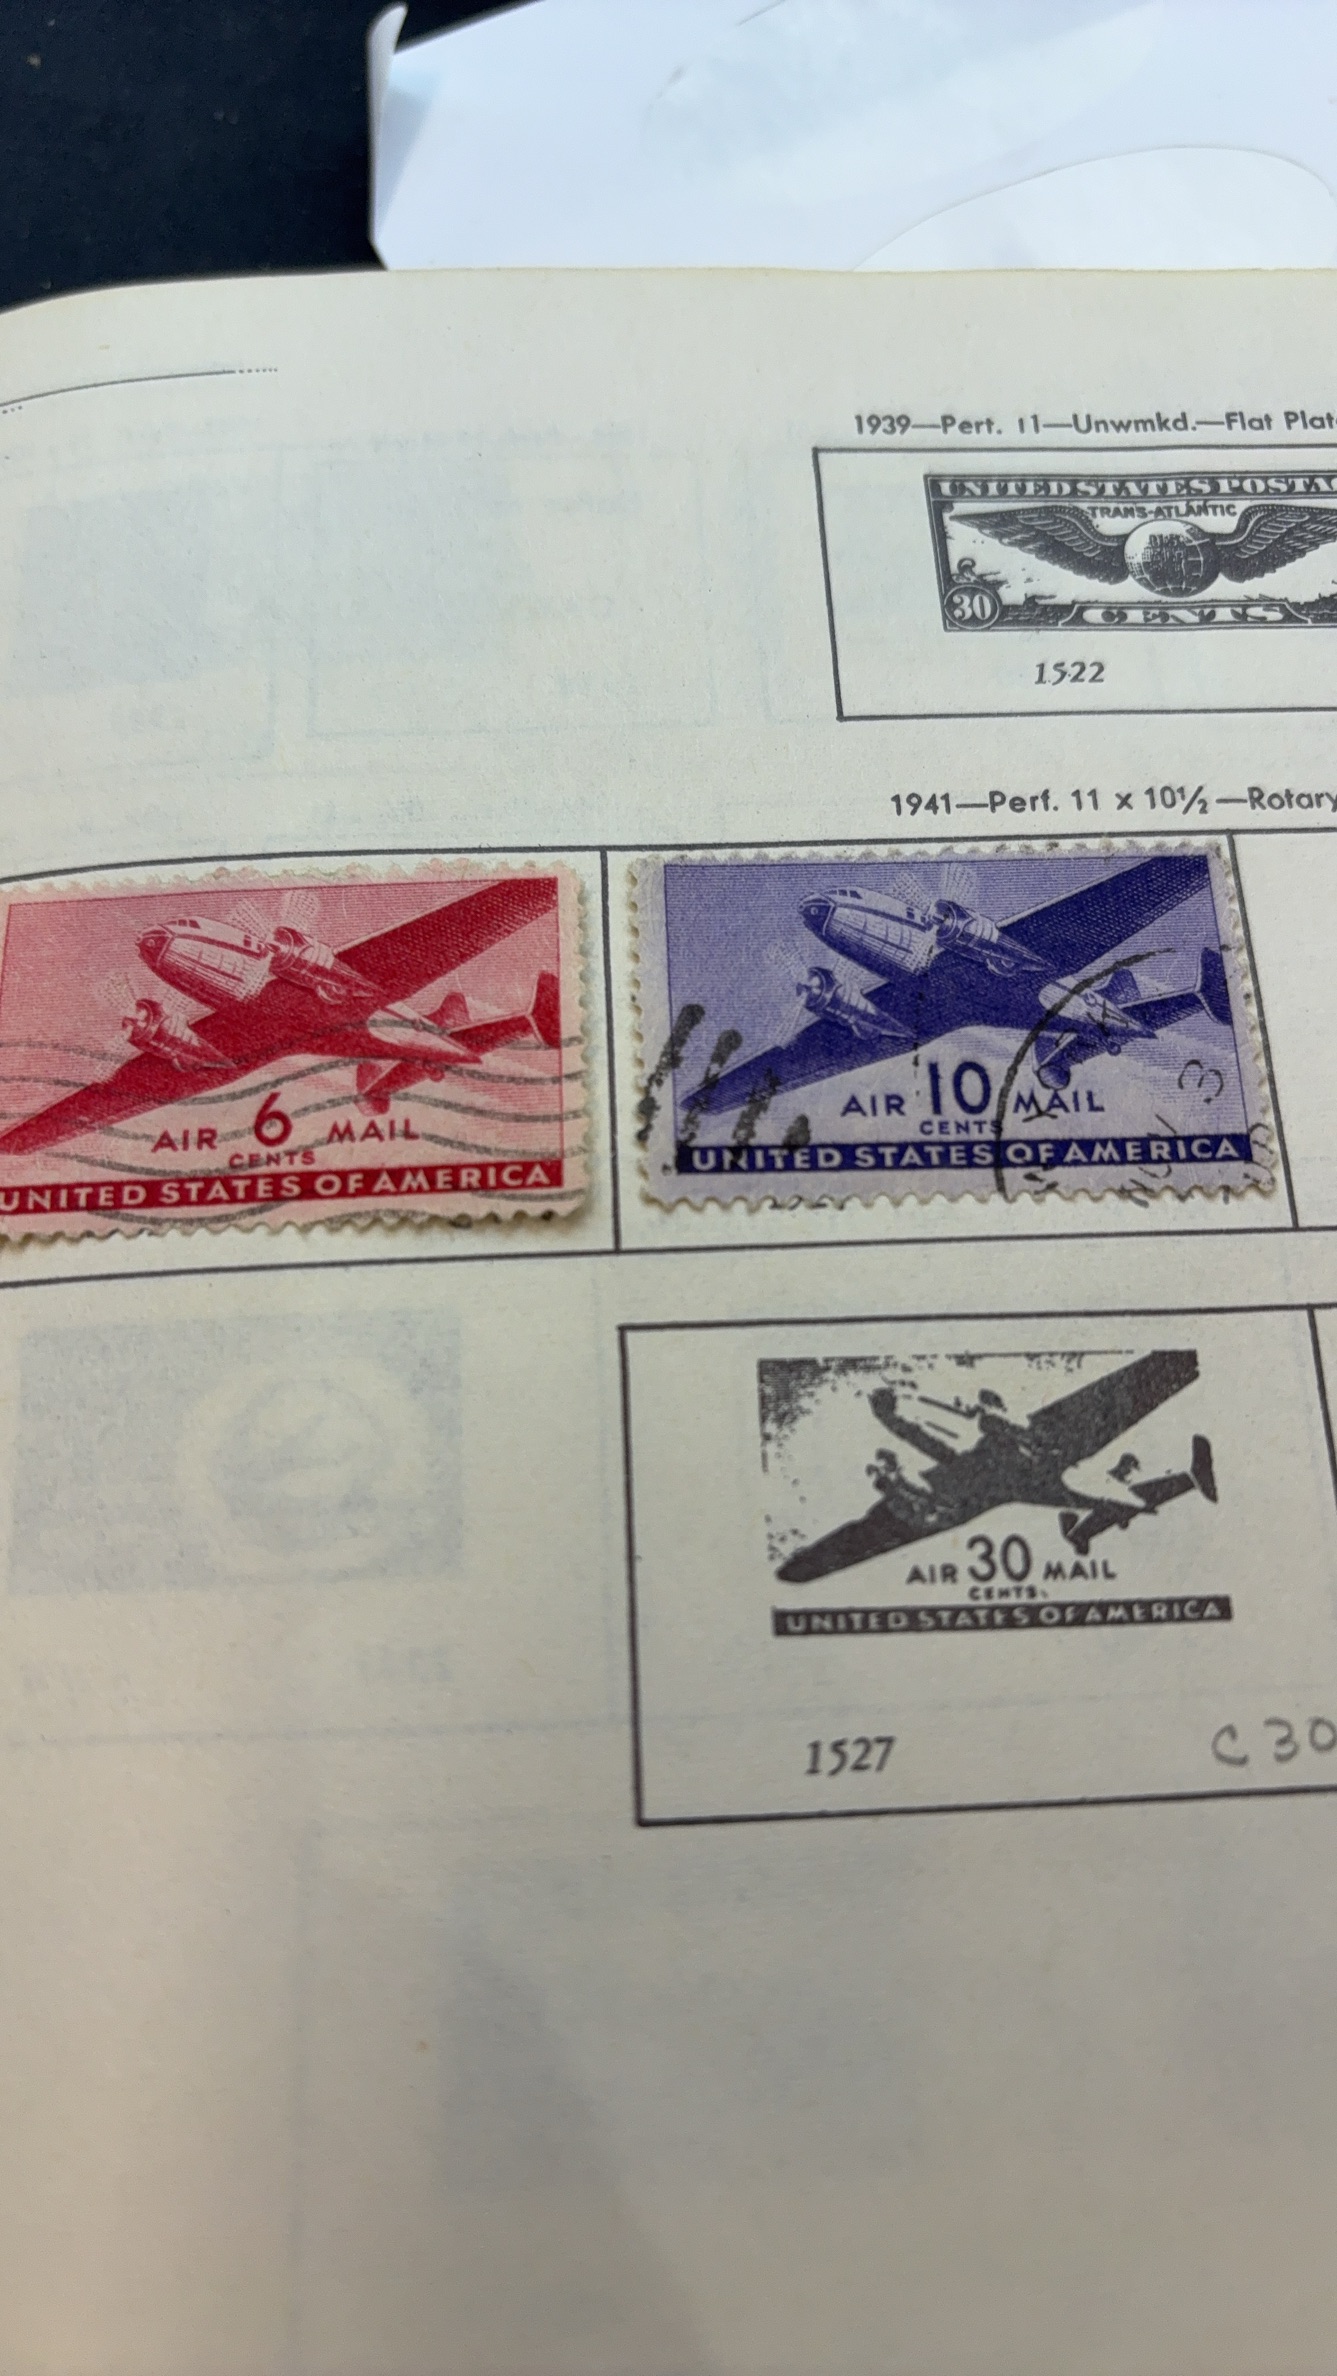 1939—Perf. 11—Unwmkd.—Flat Plat
UNITED STATES POSTA
TRANS-ATLANTIC
30
CENTS
1522
1941—Perf. 11 x 10½—Rotary
AIR 6 MAIL
CENTS
UNITED STATES OF AMERICA
AIR 10 MAIL
CENTS
UNITED STATES OF AMERICA
3
AIR 30 MAIL
CENTS
UNITED STATES OF AMERICA
1527
C30